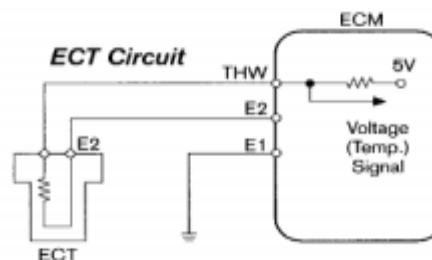 ECM
ECT Circuit
THW
5V
E2
Voltage
(Temp.)
Signal
E2
E1
ECT